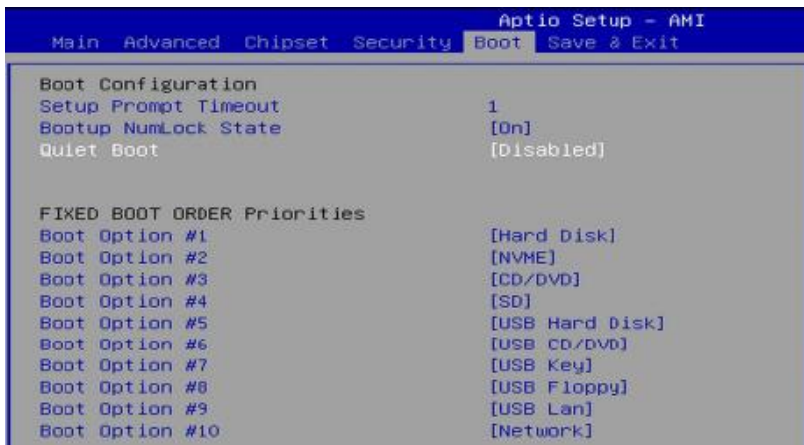 Aptio Setup - AMI
Main Advanced Chipset Security Boot Save & Exit
Boot Configuration
Setup Prompt Timeout 1
Bootup NumLock State [On]
Quiet Boot [Disabled]
FIXED BOOT ORDER Priorities
Boot Option #1 [Hard Disk]
Boot Option #2 [NVME]
Boot Option #3 [CD/DVD]
Boot Option #4 [SD]
Boot Option #5 [USB Hard Disk]
Boot Option #6 [USB CD/DVD]
Boot Option #7 [USB Key]
Boot Option #8 [USB Floppy]
Boot Option #9 [USB Lan]
Boot Option #10 [Network]